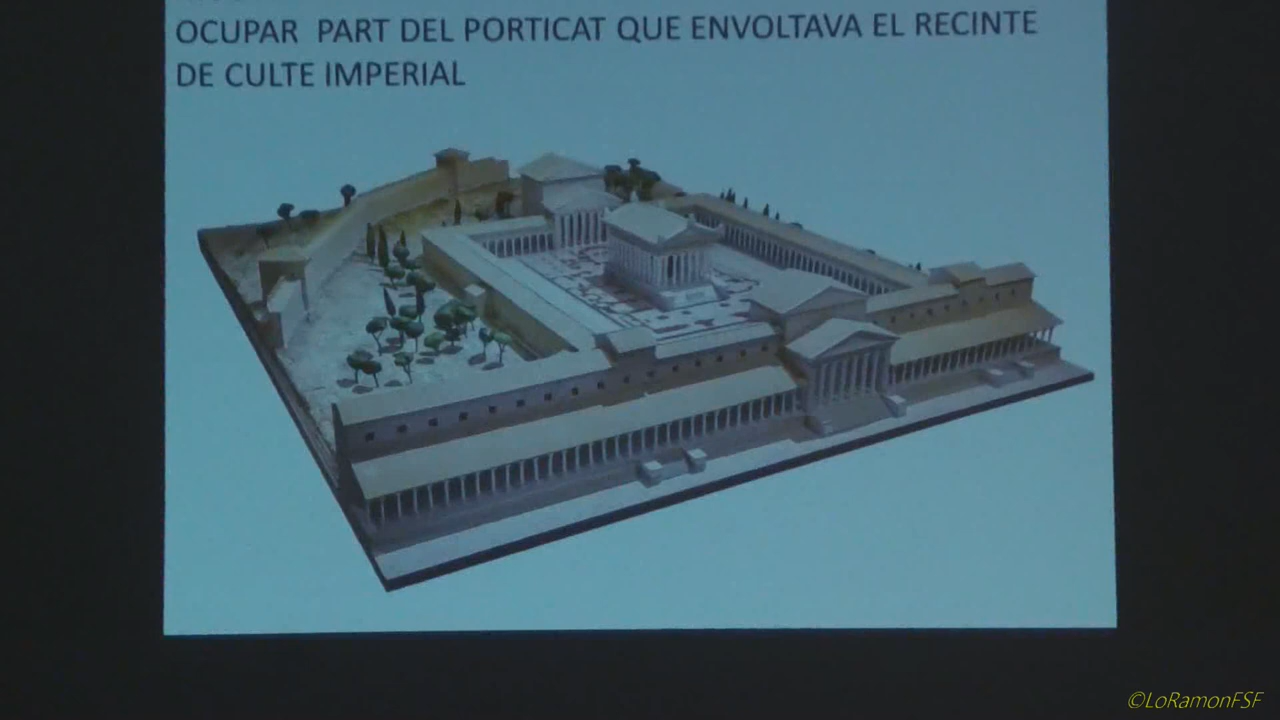 OCUPAR PART DEL PORTICAT QUE ENVOLTAVA EL RECINTE
DE CULTE IMPERIAL
©LoRamonFSF